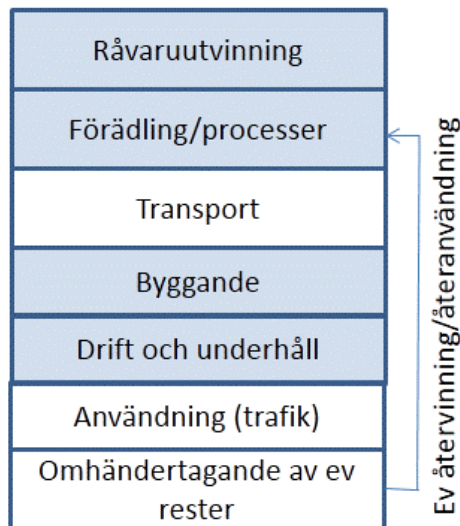 Råvaruutvinning
Förädling/processer
Transport
Byggande
Drift och underhåll
Användning (trafik)
Omhändertagande av ev
rester
Ev återvinning/återanvändning